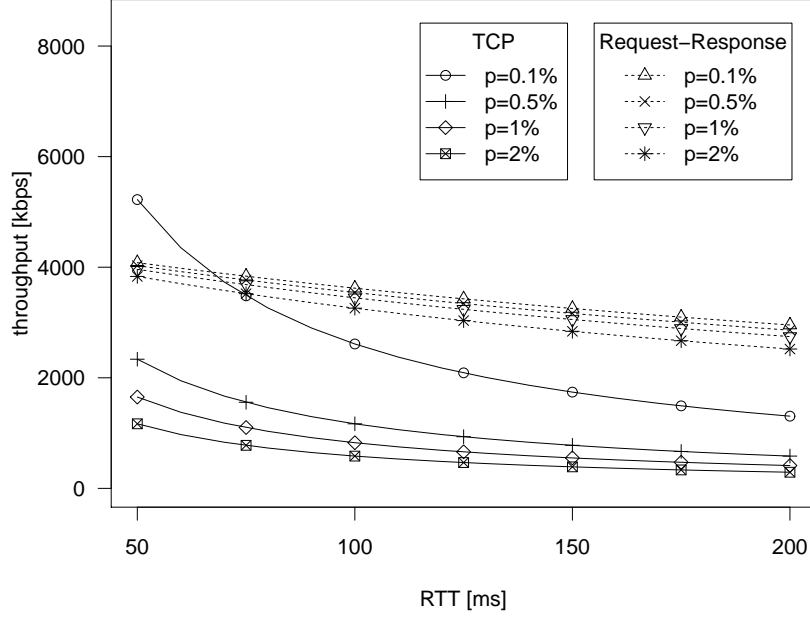 TCP
p=0.1%
p=0.5%
p=1%
p=2%
Request−Response
p=0.1%
p=0.5%
p=1%
p=2%
throughput [kbps]
8000
6000
4000
2000
0
50
100
150
200
RTT [ms]